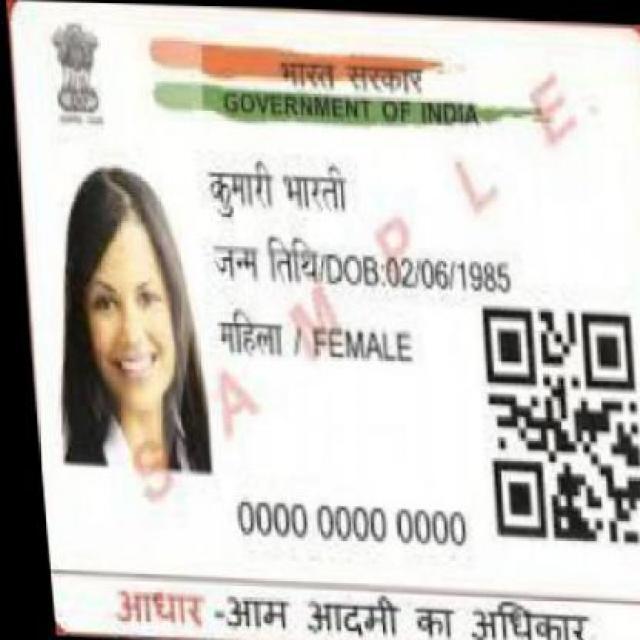 भारत सरकार
GOVERNMENT OF INDIA
कुमारी भारती
जन्म तिथि/DOB:02/06/1985
महिला / FEMALE
SAMPLE
0000 0000 0000
आधार -आम आदमी का अधिकार